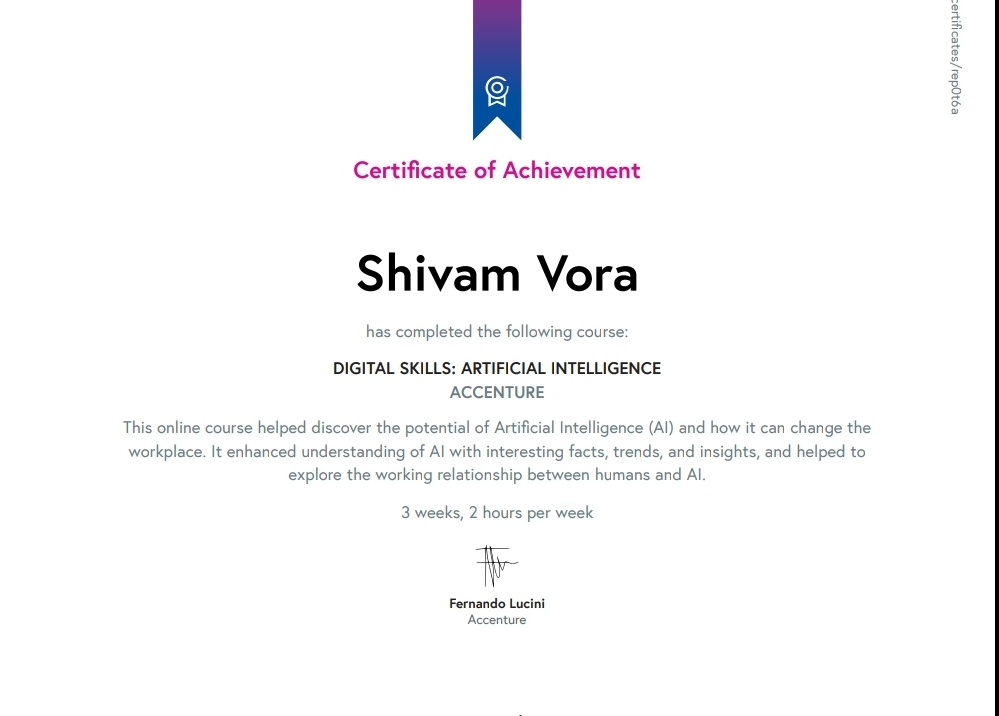 certificates/rep0t6a
Certificate of Achievement
Shivam Vora
has completed the following course:
DIGITAL SKILLS: ARTIFICIAL INTELLIGENCE
ACCENTURE
This online course helped discover the potential of Artificial Intelligence (AI) and how it can change the
workplace. It enhanced understanding of AI with interesting facts, trends, and insights, and helped to
explore the working relationship between humans and AI.
3 weeks, 2 hours per week
Fernando Lucini
Accenture